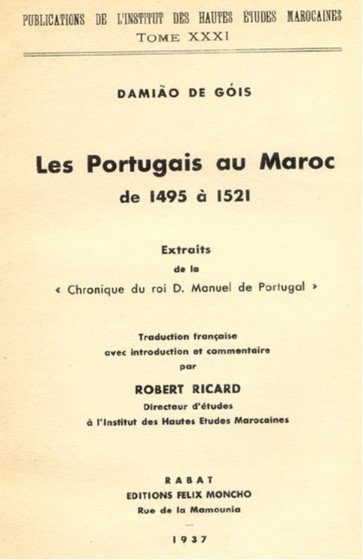 PUBLICATIONS DE L'INSTITUT DES HAUTES ÉTUDES MAROCAINES
TOME XXXI
DAMIÃO DE GÓIS
Les Portugais au Maroc
de 1495 à 1521
Extraits
de la
« Chronique du roi D. Manuel de Portugal »
Traduction française
avec introduction et commentaire
par
ROBERT RICARD
Directeur d'études
à l'Institut des Hautes Etudes Marocaines
RABAT
EDITIONS FELIX MONCHO
Rue de la Mamounia
—
1937